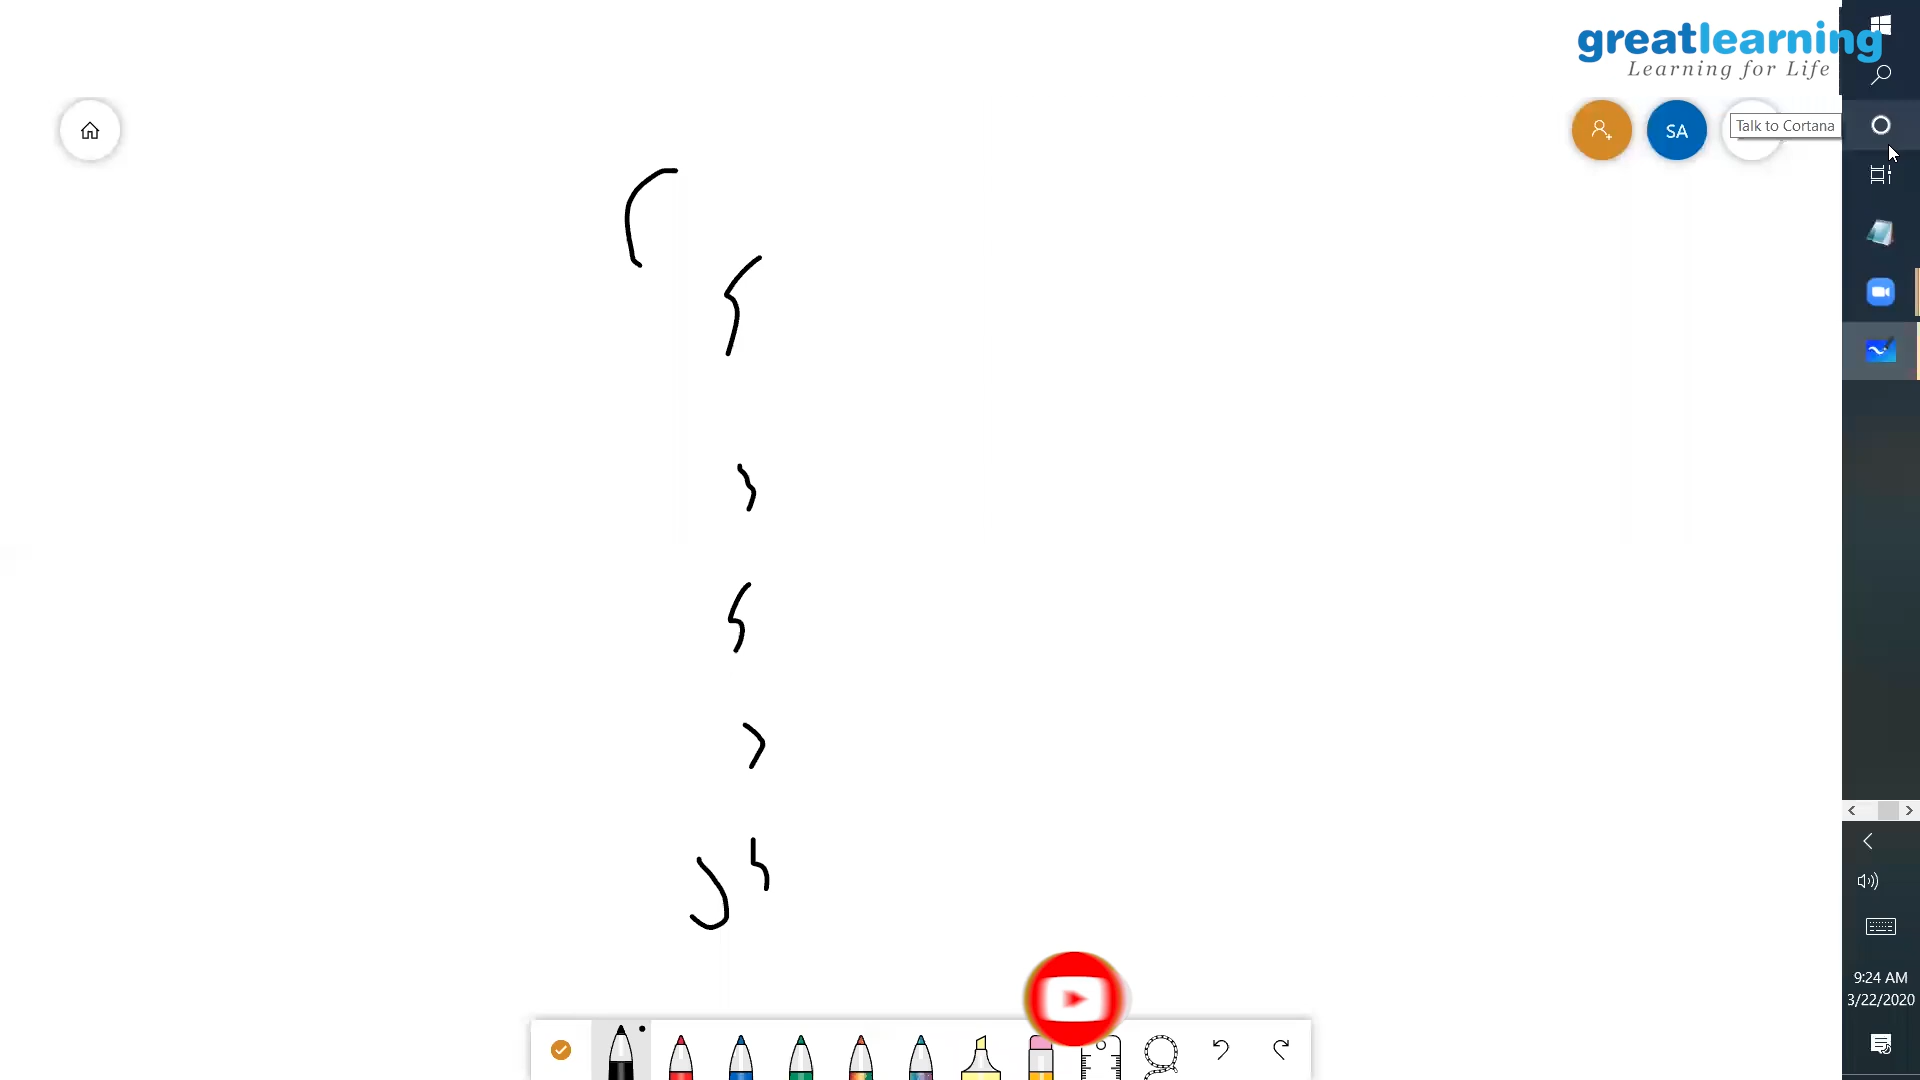 greatlearning
Learning for Life
SA
Talk to Cortana
9:24 AM
3/22/2020